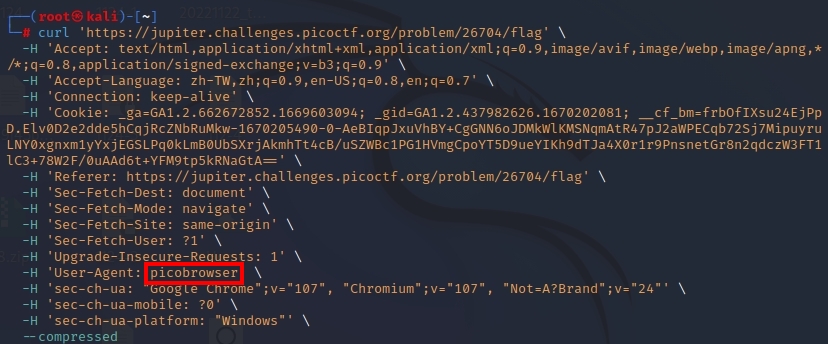 ┌──(root㉿kali)-[~]
└─# curl 'https://jupiter.challenges.picoctf.org/problem/26704/flag' \
-H 'Accept: text/html,application/xhtml+xml,application/xml;q=0.9,image/avif,image/webp,image/apng,*
/*;q=0.8,application/signed-exchange;v=b3;q=0.9' \
-H 'Accept-Language: zh-TW,zh;q=0.9,en-US;q=0.8,en;q=0.7' \
-H 'Connection: keep-alive' \
-H 'Cookie: _ga=GA1.2.662672852.1669603094; _gid=GA1.2.437982626.1670202081; __cf_bm=frbOfIXsu24EjPp
D.Elv0D2e2dde5hCqjRcZNbRuMkw-1670205490-0-AeBIqpJxuVhBY+CgGNN6oJDMkWlKMSNqmAtR47pJ2aWPECqb72Sj7Mipuyru
LNY0xgnxm1yYxjEGSLPq0kLmB0UbSXrjAkmhTt4cB/uSZWBc1PG1HVmgCpoYT5D9ueYIKh9dTJa4X0r1r9PnsnetGr8n2qdczW3FT1
lC3+78W2F/0uAAd6t+YFM9tp5kRNaGtA==' \
-H 'Referer: https://jupiter.challenges.picoctf.org/problem/26704/flag' \
-H 'Sec-Fetch-Dest: document' \
-H 'Sec-Fetch-Mode: navigate' \
-H 'Sec-Fetch-Site: same-origin' \
-H 'Sec-Fetch-User: ?1' \
-H 'Upgrade-Insecure-Requests: 1' \
-H 'User-Agent: picobrowser' \
-H 'sec-ch-ua: "Google Chrome";v="107", "Chromium";v="107", "Not=A?Brand";v="24"' \
-H 'sec-ch-ua-mobile: ?0' \
-H 'sec-ch-ua-platform: "Windows"' \
--compressed